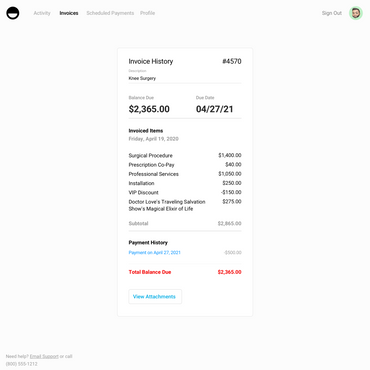 Activity Invoices Scheduled Payments Profile Sign Out
Invoice History #4570
Description
Knee Surgery
Balance Due Due Date
$2,365.00 04/27/21
Invoiced Items
Friday, April 19, 2020
Surgical Procedure $1,400.00
Prescription Co-Pay $40.00
Professional Services $1,050.00
Installation $250.00
VIP Discount -$150.00
Doctor Love's Traveling Salvation $275.00
Show's Magical Elixir of Life
Subtotal $2,865.00
Payment History
Payment on April 27, 2021 $500.00
Total Balance Due $2,365.00
View Attachments
Need help? Email Support or call
(800) 555-1212